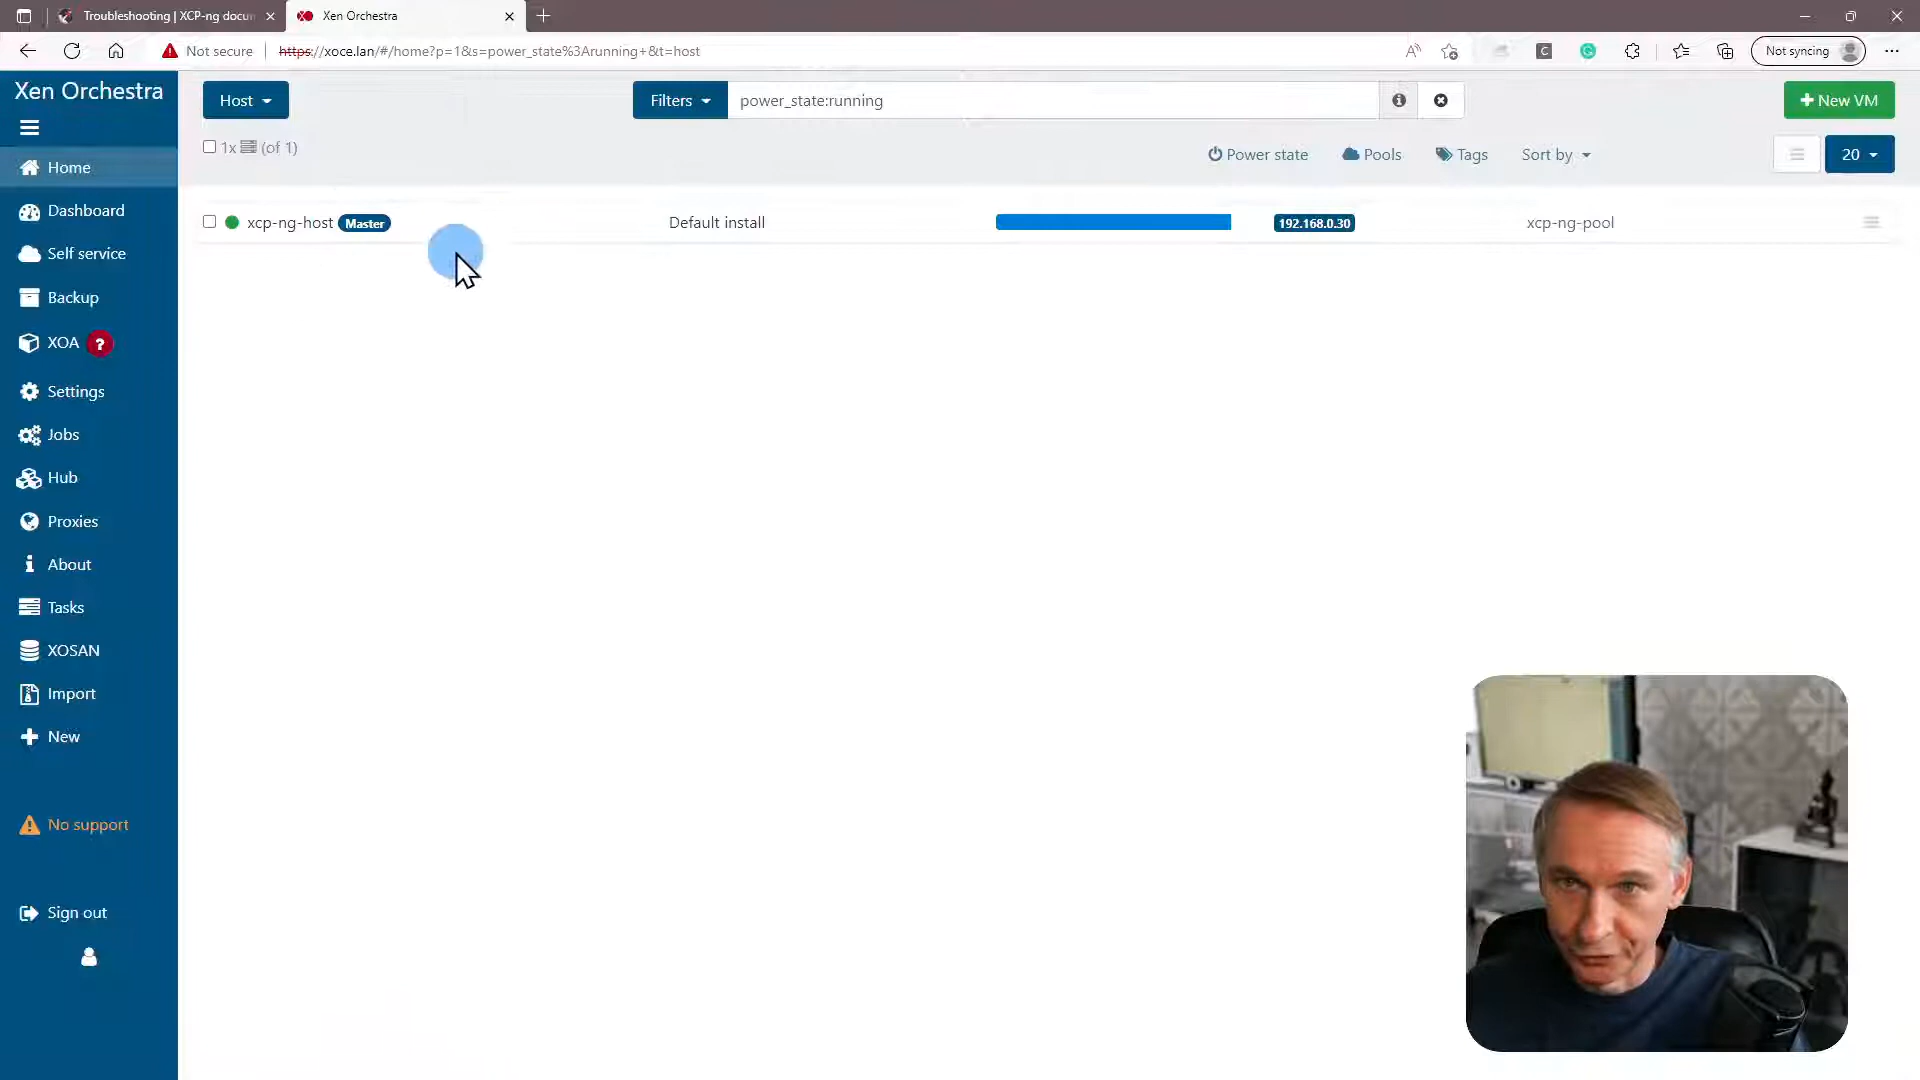 Troubleshooting | XCP-ng docum
Xen Orchestra
Not secure
https://xoce.lan/#/home?p=1&s=power_state%3Arunning+&t=host
Not syncing
Xen Orchestra
Host
Filters
power_state:running
New VM
1x (of 1)
Power state
Pools
Tags
Sort by
20
Home
Dashboard
Self service
Backup
XOA ?
Settings
Jobs
Hub
Proxies
About
Tasks
XOSAN
Import
New
No support
Sign out
xcp-ng-host Master Default install 192.168.0.30 xcp-ng-pool